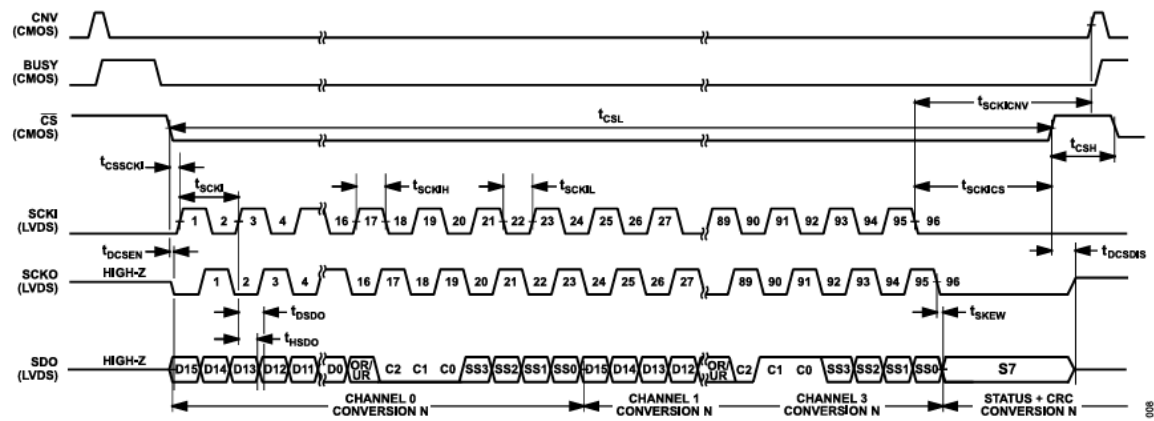 CNV
(CMOS)
BUSY
(CMOS)
tSCKICNV
CS
(CMOS)
tCSL
tCSH
tCSSCKI
tSCKI
tSCKIH
tSCKIL
tSCKICS
SCKI
(LVDS)
1 2 3 4 16 17 18 19 20 21 22 23 24 25 26 27 89 90 91 92 93 94 95 96
tDCSEN
tDCSDIS
SCKO
(LVDS)
HIGH-Z
1 2 3 4 16 17 18 19 20 21 22 23 24 25 26 27 89 90 91 92 93 94 95 96
tDSDO
tSKEW
tHSDO
SDO
(LVDS)
HIGH-Z
D15 D14 D13 D12 D11 D0 OR/ UR C2 C1 C0 SS3 SS2 SS1 SS0 D15 D14 D13 D12 OR/ UR C2 C1 C0 SS3 SS2 SS1 SS0 S7
CHANNEL 0
CONVERSION N
CHANNEL 1
CONVERSION N
CHANNEL 3
CONVERSION N
STATUS + CRC
CONVERSION N
008